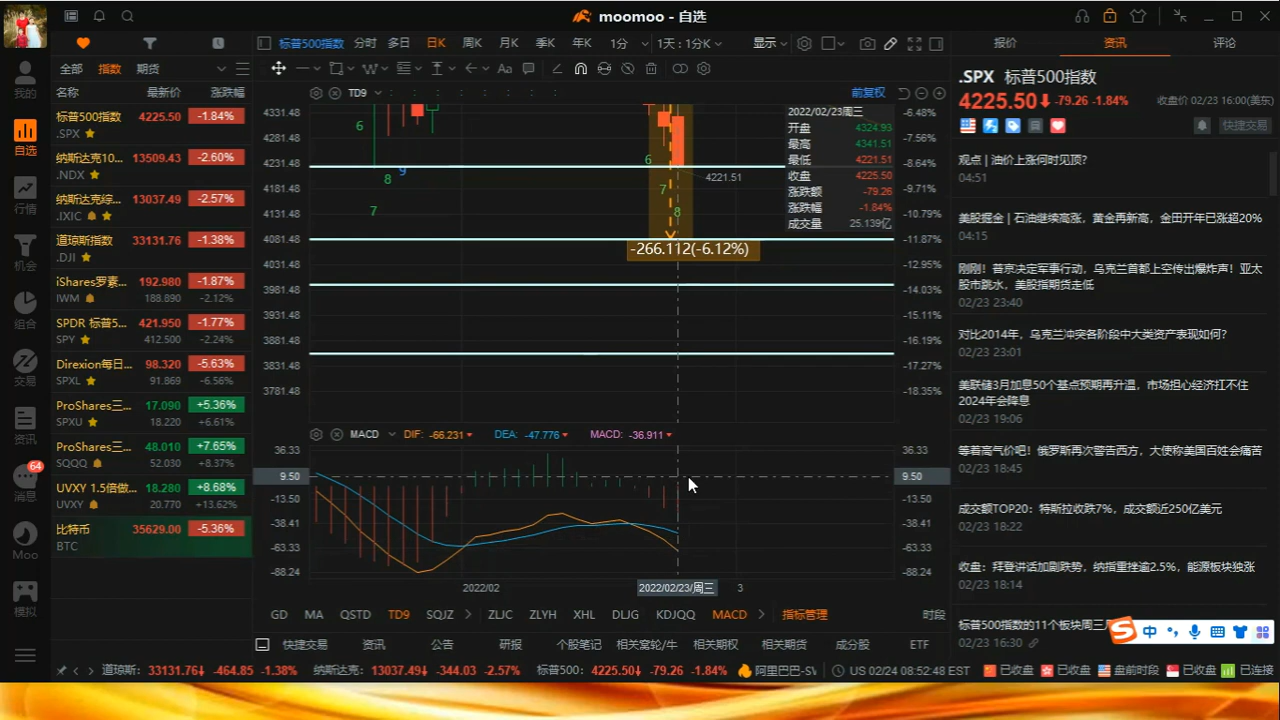 moomoo - 自选
我的
自选
行情
机会
组合
交易
资讯
64
消息
Moo
模拟
全部 指数 期货
名称 最新价 涨跌幅
标普500指数 4225.50 -1.84%
.SPX
纳斯达克10... 13509.43 -2.60%
.NDX
纳斯达克综... 13037.49 -2.57%
.IXIC
道琼斯指数 33131.76 -1.38%
.DJI
iShares罗素... 192.980 -1.87%
IWM 188.890 -2.12%
SPDR 标普5... 421.950 -1.77%
SPY 412.500 -2.24%
Direxion每日... 98.320 -5.63%
SPXL 91.869 -6.56%
ProShares三... 17.090 +5.36%
SPXU 18.220 +6.61%
ProShares三... 48.010 +7.65%
SQQQ 52.030 +8.37%
UVXY 1.5倍做... 18.280 +8.68%
UVXY 20.770 +13.62%
比特币 35629.00 -5.36%
BTC
标普500指数 分时 多日 日K 周K 月K 季K 年K 1分 1天 : 1分K 显示
Aa
TD9 前复权
4331.48 -6.48%
4281.48 -7.56%
4231.48 -8.64%
4181.48 -9.71%
4131.48 -10.79%
4081.48 -11.87%
4031.48 -12.95%
3981.48 -14.03%
3931.48 -15.11%
3881.48 -16.19%
3831.48 -17.27%
3781.48 -18.35%
6
7
8
9
6
7
8
4221.51
-266.112(-6.12%)
2022/02/23周三
开盘 4324.93
最高 4341.51
最低 4221.51
收盘 4225.50
涨跌额 -79.26
涨跌幅 -1.84%
成交量 25.139亿
MACD DIF: -66.231 DEA: -47.776 MACD: -36.911
36.33 36.33
9.50 9.50
-13.50 -13.50
-38.41 -38.41
-63.33 -63.33
-88.24 -88.24
2022/02 2022/02/23/周三 3
GD MA QSTD TD9 SQJZ ZLJC ZLYH XHL DLJG KDJQQ MACD 指标管理 时段
快捷交易 资讯 公告 研报 个股笔记 相关窝轮/牛 相关期权 相关期货 成分股 ETF
报价 资讯 评论
.SPX 标普500指数
4225.50 -79.26 -1.84% 收盘价 02/23 16:00(美东)
快捷交易
观点 | 油价上涨何时见顶?
04:51
美股掘金 | 石油继续高涨，黄金再新高，金田开年已涨超20%
04:15
刚刚！普京决定军事行动，乌克兰首都上空传出爆炸声！亚太
股市跳水，美股指期货走低
02/23 23:40
对比2014年，乌克兰冲突各阶段中大类资产表现如何?
02/23 23:01
美联储3月加息50个基点预期再升温，市场担心经济扛不住
2024年会降息
02/23 19:06
等着高气价吧！俄罗斯再次警告西方，大使称美国百姓会痛苦
02/23 18:45
成交额TOP20：特斯拉收跌7%，成交额近250亿美元
02/23 18:22
收盘：拜登讲话加剧跌势，纳指重挫逾2.5%，能源板块独涨
02/23 18:14
标普500指数的11个板块周三
02/23 16:30
中
道琼斯: 33131.76 -464.85 -1.38% 纳斯达克: 13037.49 -344.03 -2.57% 标普500: 4225.50 -79.26 -1.84% 阿里巴巴-SW US 02/24 08:52:48 EST 已收盘 已收盘 盘前时段 已收盘 已连接